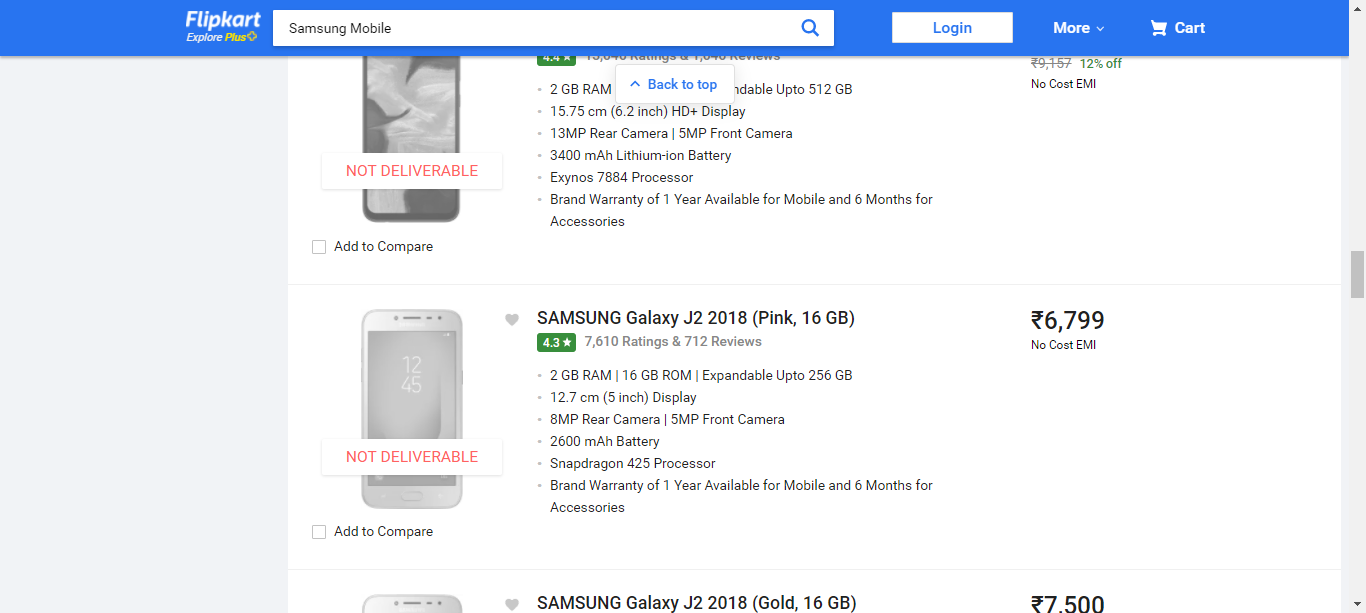 Flipkart
Explore Plus
Samsung Mobile
Login
More
Cart
4.4 ★ Ratings & Reviews
₹9,157 12% off
No Cost EMI
Back to top
2 GB RAM dable Upto 512 GB
15.75 cm (6.2 inch) HD+ Display
13MP Rear Camera | 5MP Front Camera
3400 mAh Lithium-ion Battery
Exynos 7884 Processor
Brand Warranty of 1 Year Available for Mobile and 6 Months for
Accessories
NOT DELIVERABLE
Add to Compare
SAMSUNG Galaxy J2 2018 (Pink, 16 GB)
4.3 ★ 7,610 Ratings & 712 Reviews
₹6,799
No Cost EMI
2 GB RAM | 16 GB ROM | Expandable Upto 256 GB
12.7 cm (5 inch) Display
8MP Rear Camera | 5MP Front Camera
2600 mAh Battery
Snapdragon 425 Processor
Brand Warranty of 1 Year Available for Mobile and 6 Months for
Accessories
12
45
NOT DELIVERABLE
Add to Compare
SAMSUNG Galaxy J2 2018 (Gold, 16 GB)
₹7,500